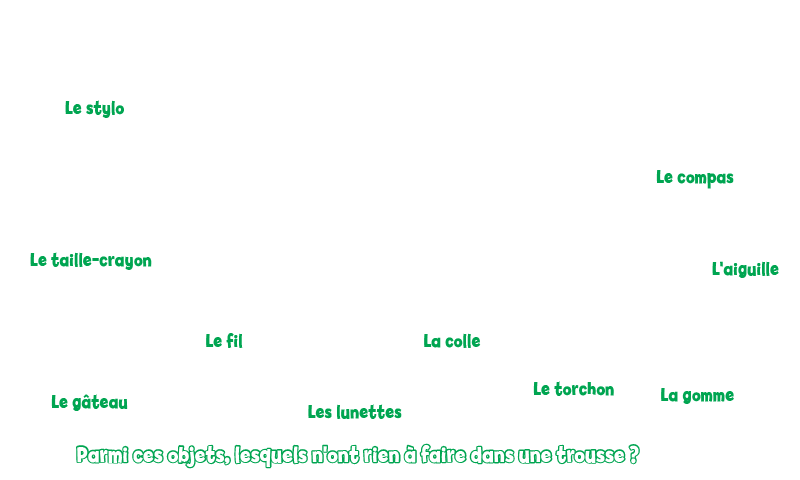 Le stylo
Le compas
Le taille-crayon
L'aiguille
Le fil
La colle
Le torchon
La gomme
Le gâteau
Les lunettes
Parmi ces objets, lesquels n'ont rien à faire dans une trousse ?